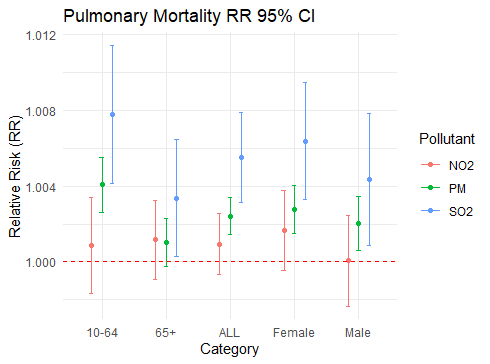 Pulmonary Mortality RR 95% CI
Relative Risk (RR)
1.012
1.008
1.004
1.000
10-64 65+ ALL Female Male
Category
Pollutant
NO2
PM
SO2